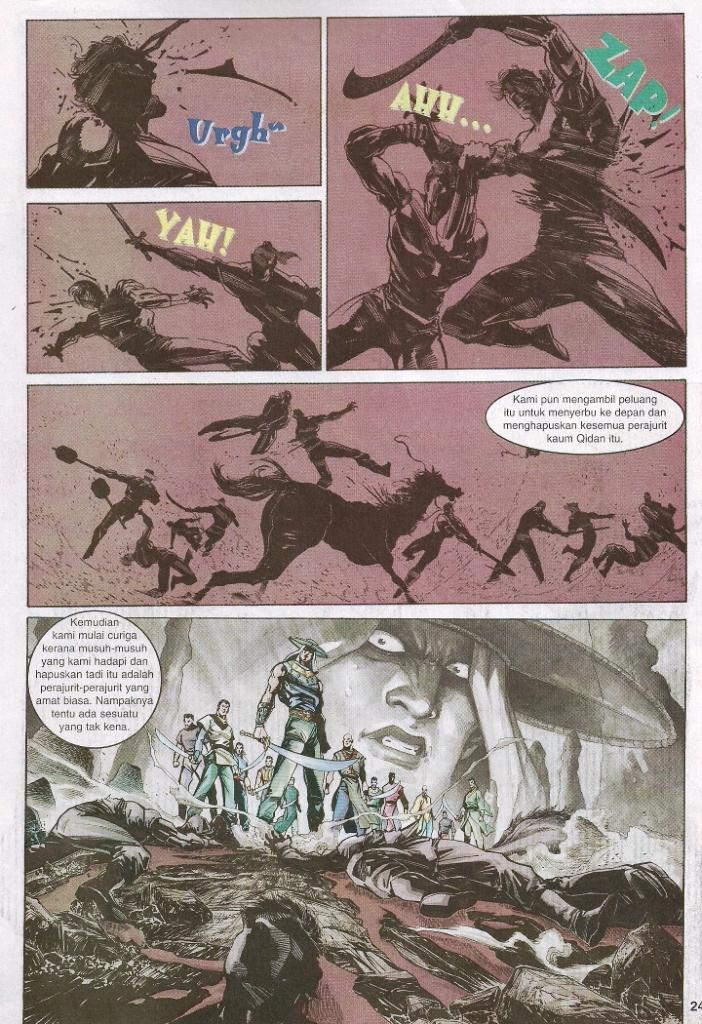 Urgh~
AHH...
ZAP!
YAH!
Kami pun mengambil peluang
itu untuk menyerbu ke depan dan
menghapuskan kesemua perajurit
kaum Qidan itu.
Kemudian
kami mulai curiga
kerana musuh-musuh
yang kami hadapi dan
hapuskan tadi itu adalah
perajurit-perajurit yang
amat biasa. Nampaknya
tentu ada sesuatu
yang tak kena.